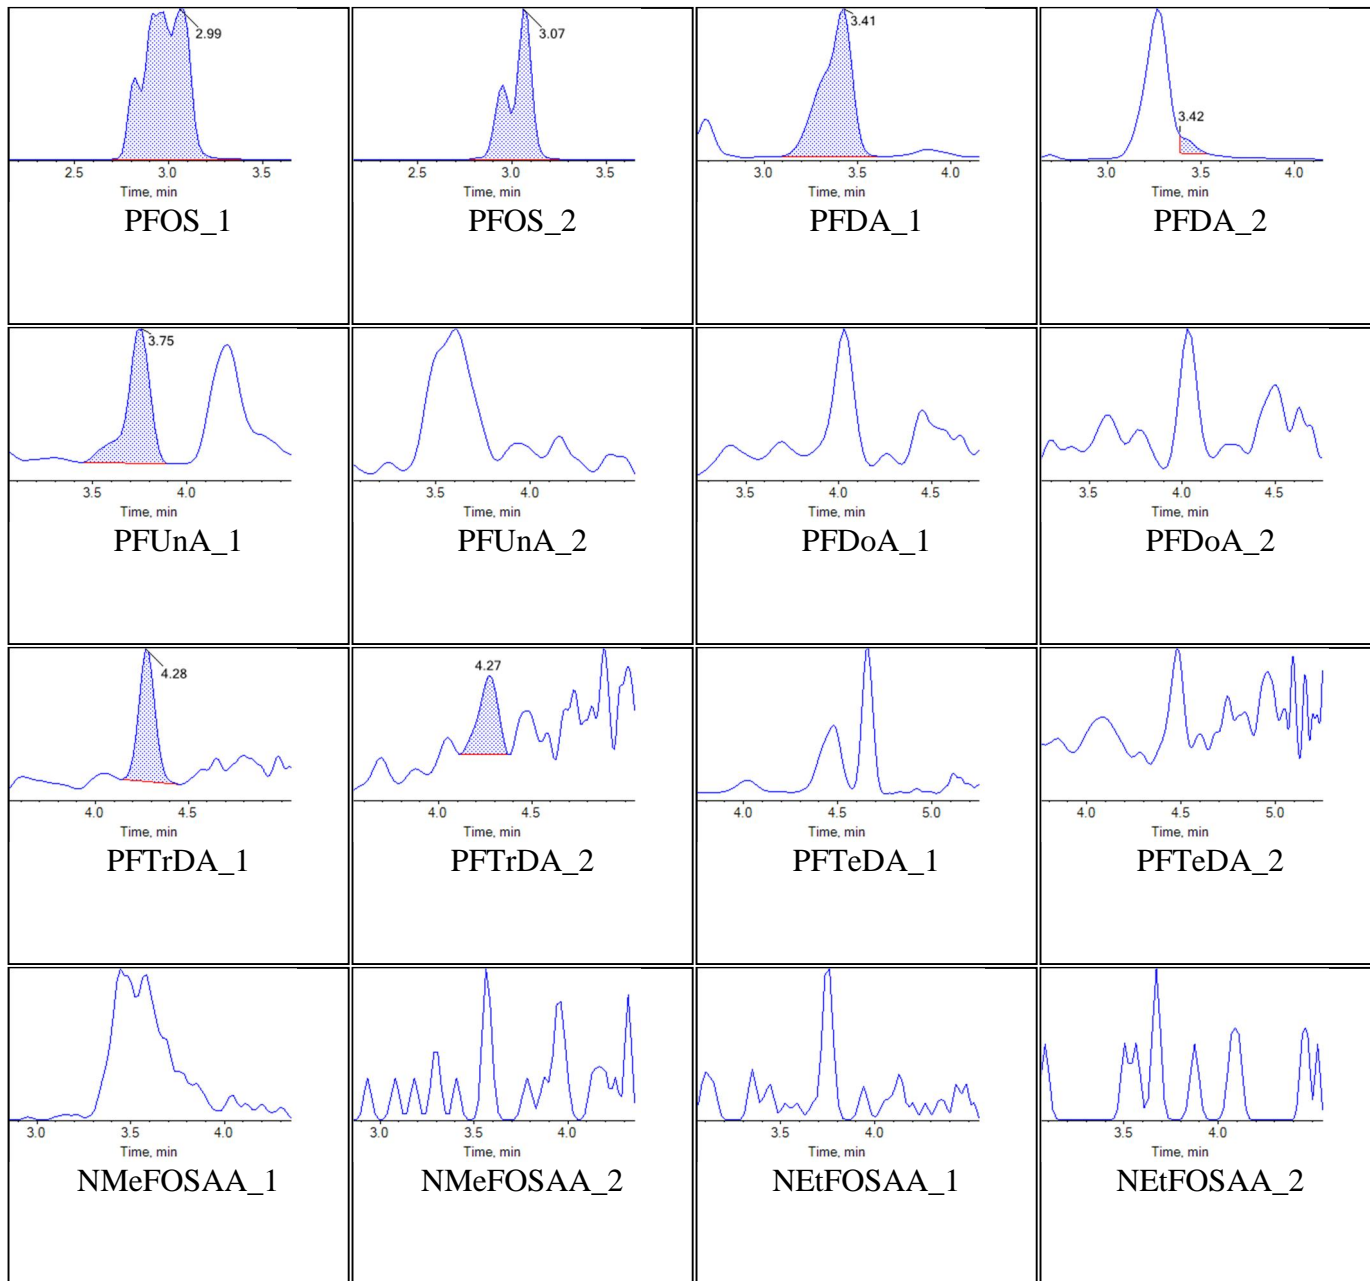 2.99
2.5 3.0 3.5
Time, min
PFOS_1
3.07
2.5 3.0 3.5
Time, min
PFOS_2
3.41
3.0 3.5 4.0
Time, min
PFDA_1
3.42
3.0 3.5 4.0
Time, min
PFDA_2
3.75
3.5 4.0
Time, min
PFUnA_1
3.5 4.0
Time, min
PFUnA_2
3.5 4.0 4.5
Time, min
PFDoA_1
3.5 4.0 4.5
Time, min
PFDoA_2
4.28
4.0 4.5
Time, min
PFTrDA_1
4.27
4.0 4.5
Time, min
PFTrDA_2
4.0 4.5 5.0
Time, min
PFTeDA_1
4.0 4.5 5.0
Time, min
PFTeDA_2
3.0 3.5 4.0
Time, min
NMeFOSAA_1
3.0 3.5 4.0
Time, min
NMeFOSAA_2
3.5 4.0
Time, min
NEtFOSAA_1
3.5 4.0
Time, min
NEtFOSAA_2